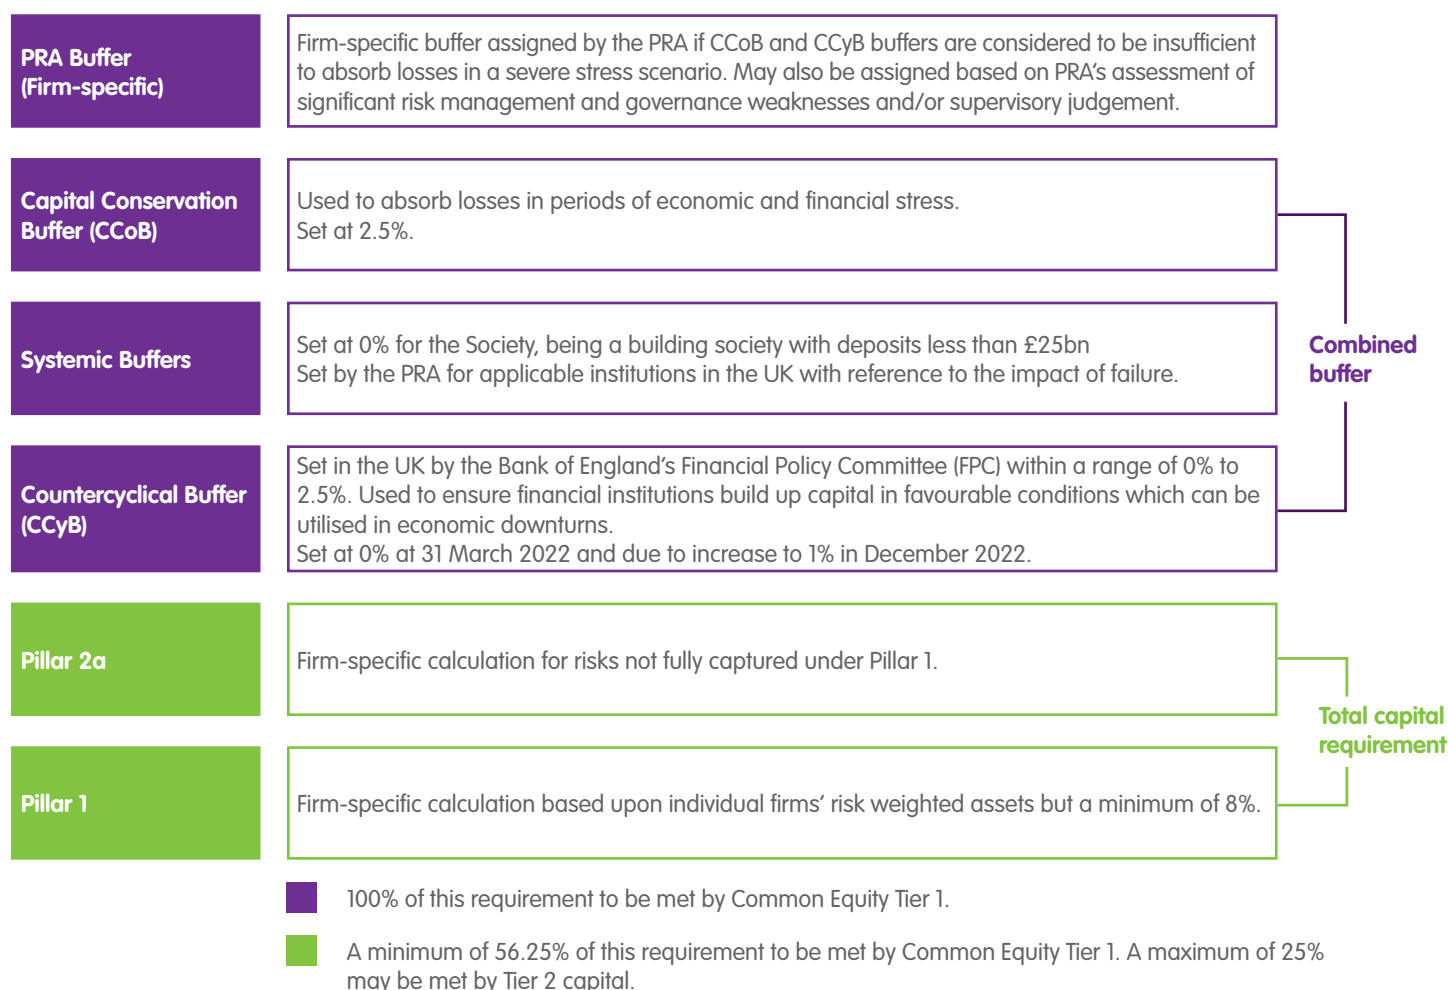 PRA Buffer
(Firm-specific)
Firm-specific buffer assigned by the PRA if CCoB and CCyB buffers are considered to be insufficient
to absorb losses in a severe stress scenario. May also be assigned based on PRA's assessment of
significant risk management and governance weaknesses and/or supervisory judgement.
Capital Conservation
Buffer (CCoB)
Used to absorb losses in periods of economic and financial stress.
Set at 2.5%.
Systemic Buffers
Set at 0% for the Society, being a building society with deposits less than £25bn
Set by the PRA for applicable institutions in the UK with reference to the impact of failure.
Combined
buffer
Countercyclical Buffer
(CCyB)
Set in the UK by the Bank of England's Financial Policy Committee (FPC) within a range of 0% to
2.5%. Used to ensure financial institutions build up capital in favourable conditions which can be
utilised in economic downturns.
Set at 0% at 31 March 2022 and due to increase to 1% in December 2022.
Pillar 2a
Firm-specific calculation for risks not fully captured under Pillar 1.
Total capital
requirement
Pillar 1
Firm-specific calculation based upon individual firms' risk weighted assets but a minimum of 8%.
100% of this requirement to be met by Common Equity Tier 1.
A minimum of 56.25% of this requirement to be met by Common Equity Tier 1. A maximum of 25%
may be met by Tier 2 capital.